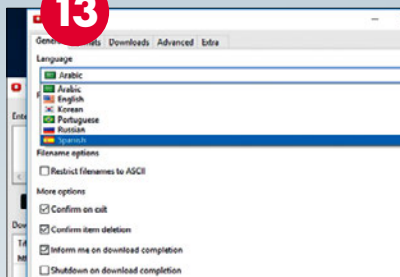 13
General
Formats
Downloads
Advanced
Extra
Language
Arabic
Arabic
English
Korean
Portuguese
Russian
Spanish
Filename options
Restrict filenames to ASCII
More options
Confirm on exit
Confirm item deletion
Inform me on download completion
Shutdown on download completion